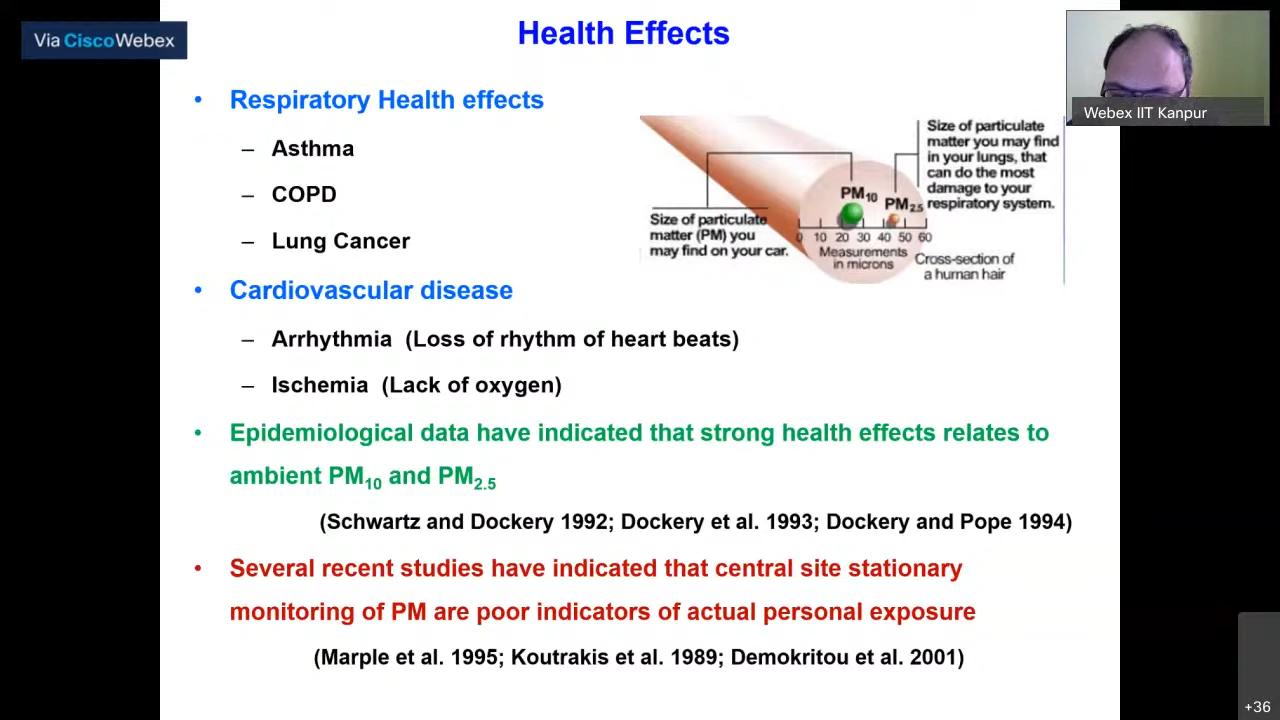 Via Cisco Webex
Health Effects
Webex IIT Kanpur
• Respiratory Health effects
– Asthma
– COPD
– Lung Cancer
Size of particulate
matter (PM) you
may find on your car.
PM10
PM2.5
0 10 20 30 40 50 60
Measurements
in microns
Size of particulate
matter you may find
in your lungs, that
can do the most
damage to your
respiratory system.
Cross-section of
a human hair
• Cardiovascular disease
– Arrhythmia (Loss of rhythm of heart beats)
– Ischemia (Lack of oxygen)
• Epidemiological data have indicated that strong health effects relates to
ambient PM10 and PM2.5
(Schwartz and Dockery 1992; Dockery et al. 1993; Dockery and Pope 1994)
• Several recent studies have indicated that central site stationary
monitoring of PM are poor indicators of actual personal exposure
(Marple et al. 1995; Koutrakis et al. 1989; Demokritou et al. 2001)
+36